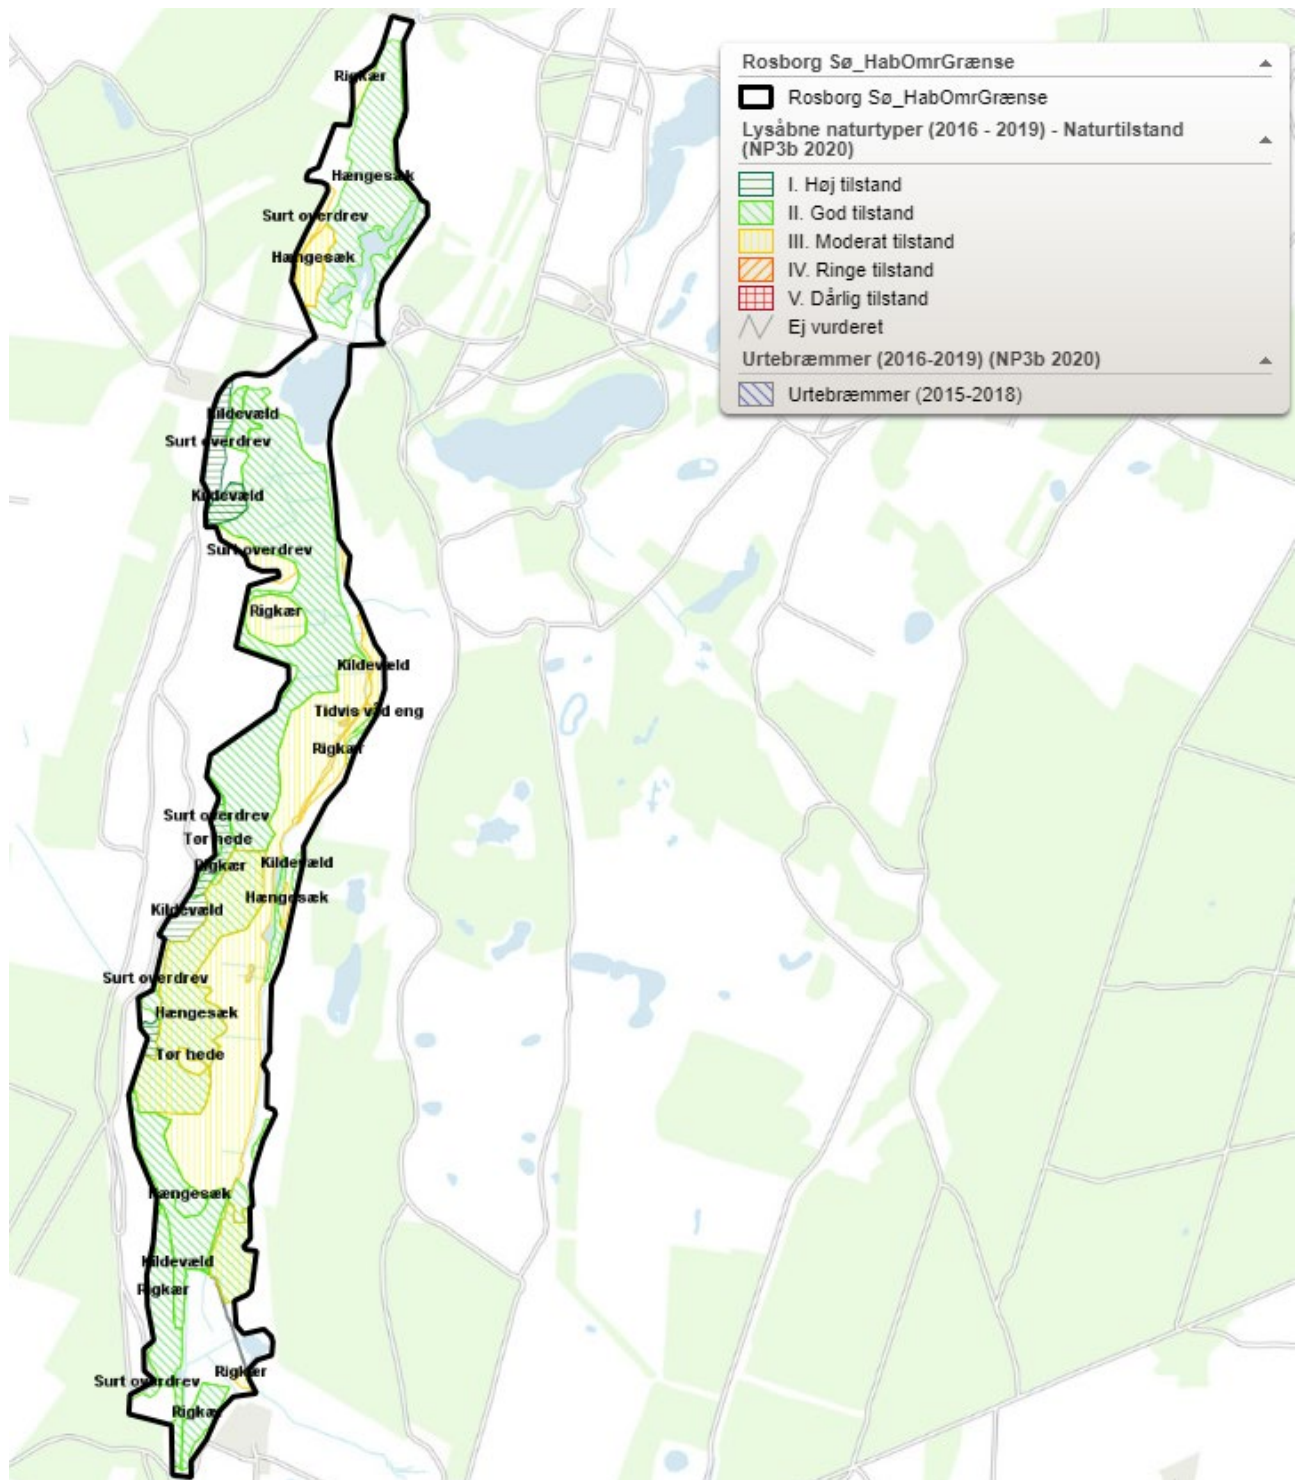 Rosborg Sø_HabOmrGrænse
Rosborg Sø_HabOmrGrænse
Lysåbne naturtyper (2016 - 2019) - Naturtilstand
(NP3b 2020)
I. Høj tilstand
II. God tilstand
III. Moderat tilstand
IV. Ringe tilstand
V. Dårlig tilstand
Ej vurderet
Urtebræmmer (2016-2019) (NP3b 2020)
Urtebræmmer (2015-2018)
Rigkær
Hængesæk
Surt overdrev
Hængesæk
Kildevæld
Surt overdrev
Kildevæld
Surt overdrev
Rigkær
Kildevæld
Tidvis våd eng
Rigkær
Surt overdrev
Tør hede
Rigkær
Kildevæld
Hængesæk
Kildevæld
Surt overdrev
Hængesæk
Tør hede
Hængesæk
Kildevæld
Rigkær
Rigkær
Surt overdrev
Rigkær